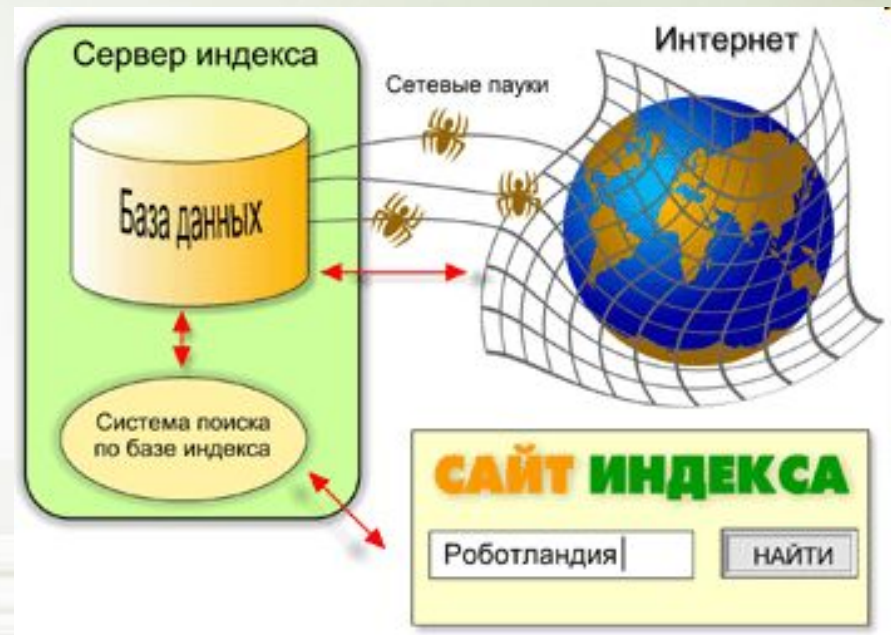 Сервер индекса
Интернет
Сетевые пауки
База данных
Система поиска
по базе индекса
САЙТ ИНДЕКСА
Роботландия
НАЙТИ